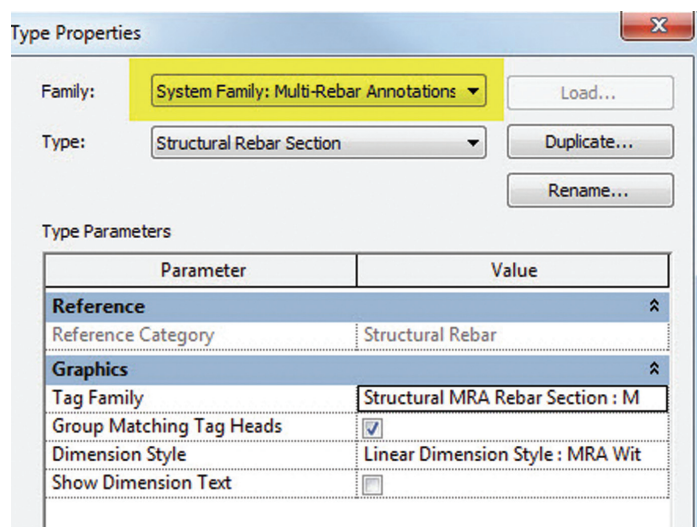 Type Properties
Family: System Family: Multi-Rebar Annotations Load...
Type: Structural Rebar Section Duplicate...
Rename...
Type Parameters
Parameter Value
Reference
Reference Category Structural Rebar
Graphics
Tag Family Structural MRA Rebar Section : M
Group Matching Tag Heads
Dimension Style Linear Dimension Style : MRA Wit
Show Dimension Text